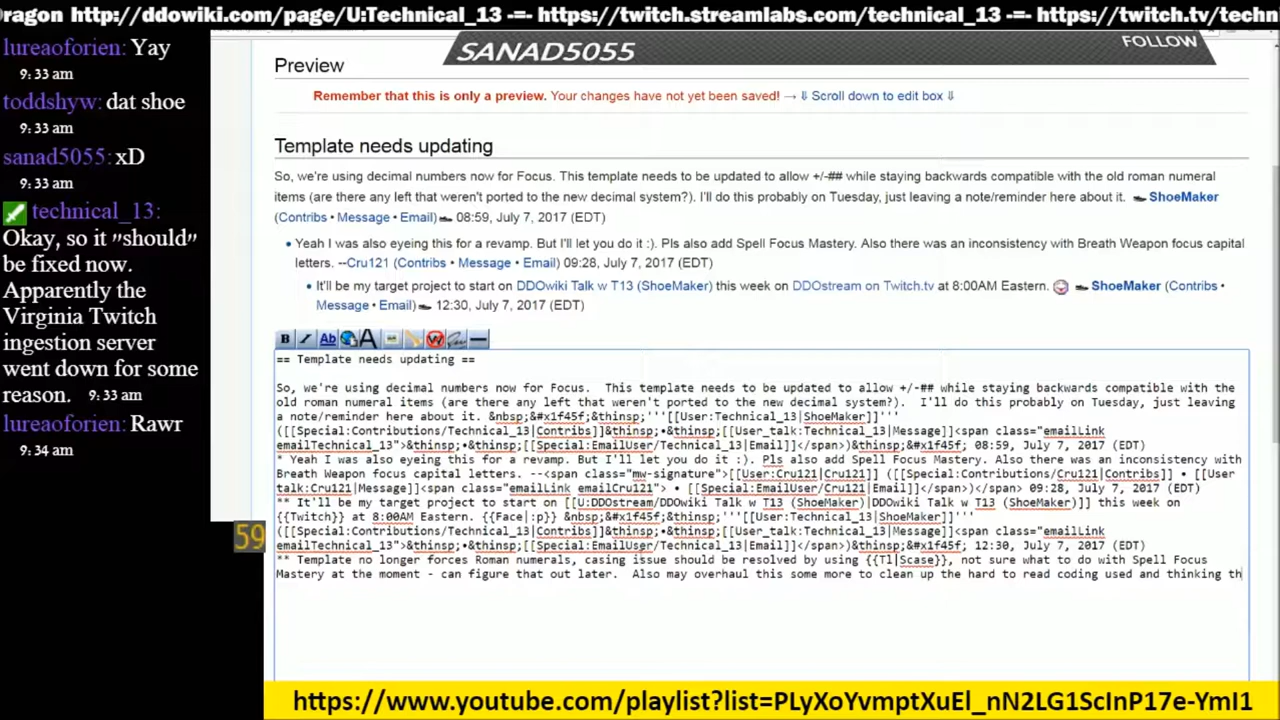 Dragon http://ddowiki.com/page/U:Technical_13 -=- https://twitch.streamlabs.com/technical_13 -=- https://twitch.tv/techni
lureaoforien: Yay
9:33 am
toddshyw: dat shoe
9:33 am
sanad5055: xD
9:33 am
technical_13:
Okay, so it "should"
be fixed now.
Apparently the
Virginia Twitch
ingestion server
went down for some
reason. 9:33 am
lureaoforien: Rawr
9:34 am
59
SANAD5055
FOLLOW
Preview
Remember that this is only a preview. Your changes have not yet been saved! → ⇓ Scroll down to edit box ⇓
Template needs updating
So, we're using decimal numbers now for Focus. This template needs to be updated to allow +/-## while staying backwards compatible with the old roman numeral
items (are there any left that weren't ported to the new decimal system?). I'll do this probably on Tuesday, just leaving a note/reminder here about it. 👟 ShoeMaker
(Contribs • Message • Email)👟 08:59, July 7, 2017 (EDT)
• Yeah I was also eyeing this for a revamp. But I'll let you do it :). Pls also add Spell Focus Mastery. Also there was an inconsistency with Breath Weapon focus capital
letters. --Cru121 (Contribs • Message • Email) 09:28, July 7, 2017 (EDT)
• It'll be my target project to start on DDOwiki Talk w T13 (ShoeMaker) this week on DDOstream on Twitch.tv at 8:00AM Eastern. 👟 ShoeMaker (Contribs •
Message • Email)👟 12:30, July 7, 2017 (EDT)
B I Ab A
== Template needs updating ==
So, we're using decimal numbers now for Focus.  This template needs to be updated to allow +/-## while staying backwards compatible with the
old roman numeral items (are there any left that weren't ported to the new decimal system?).  I'll do this probably on Tuesday, just leaving
a note/reminder here about it. &nbsp;&#x1f45f;&thinsp;'''[[User:Technical_13|ShoeMaker]]'''
([[Special:Contributions/Technical_13|Contribs]]&thinsp;•&thinsp;[[User_talk:Technical_13|Message]]<span class="emailLink
emailTechnical_13">&thinsp;•&thinsp;[[Special:EmailUser/Technical_13|Email]]</span>)&thinsp;&#x1f45f; 08:59, July 7, 2017 (EDT)
* Yeah I was also eyeing this for a revamp. But I'll let you do it :). Pls also add Spell Focus Mastery. Also there was an inconsistency with
Breath Weapon focus capital letters. --<span class="mw-signature">[[User:Cru121|Cru121]] ([[Special:Contributions/Cru121|Contribs]] • [[User
talk:Cru121|Message]]<span class="emailLink emailCru121"> • [[Special:EmailUser/Cru121|Email]]</span>)</span> 09:28, July 7, 2017 (EDT)
** It'll be my target project to start on [[U:DDOstream/DDOwiki Talk w T13 (ShoeMaker)|DDOwiki Talk w T13 (ShoeMaker)]] this week on
{{Twitch}} at 8:00AM Eastern. {{Face|:p}} &nbsp;&#x1f45f;&thinsp;'''[[User:Technical_13|ShoeMaker]]'''
([[Special:Contributions/Technical_13|Contribs]]&thinsp;•&thinsp;[[User_talk:Technical_13|Message]]<span class="emailLink
emailTechnical_13">&thinsp;•&thinsp;[[Special:EmailUser/Technical_13|Email]]</span>)&thinsp;&#x1f45f; 12:30, July 7, 2017 (EDT)
** Template no longer forces Roman numerals, casing issue should be resolved by using {{Tl|Scase}}, not sure what to do with Spell Focus
Mastery at the moment - can figure that out later.  Also may overhaul this some more to clean up the hard to read coding used and thinking th
https://www.youtube.com/playlist?list=PLyXoYvmptXuEl_nN2LG1ScInP17e-YmI1